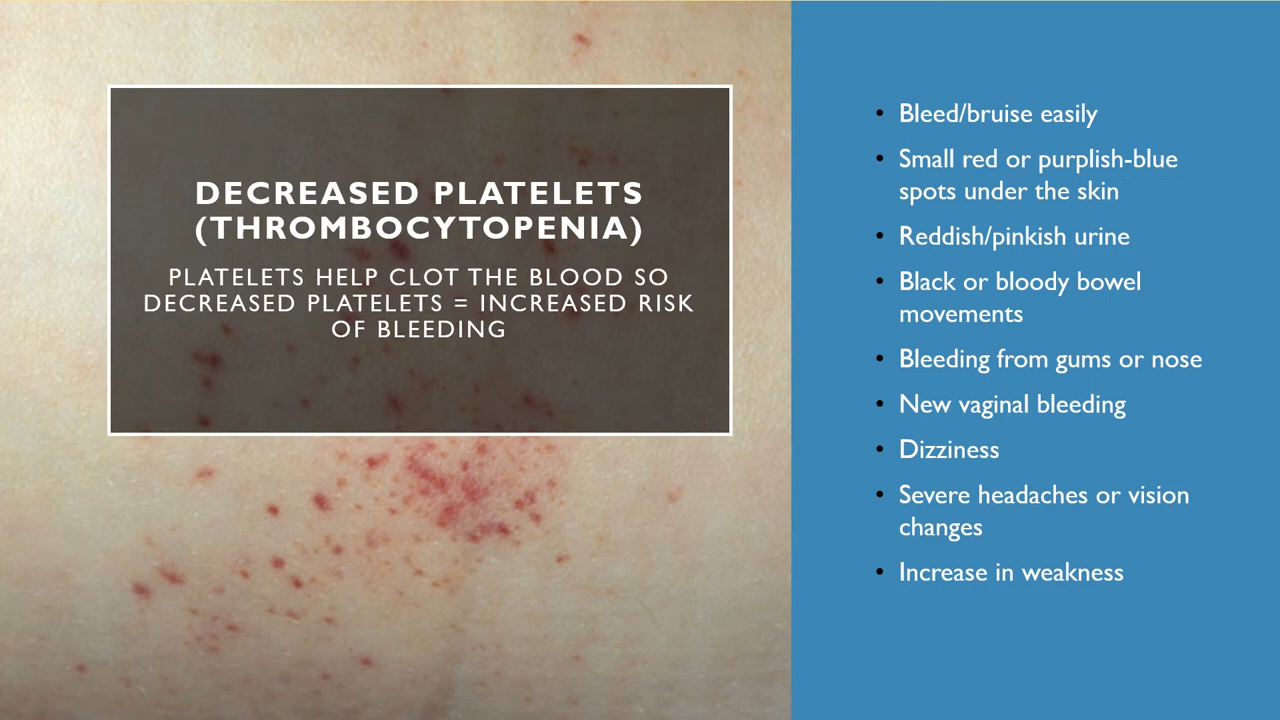 DECREASED PLATELETS
(THROMBOCYTOPENIA)
PLATELETS HELP CLOT THE BLOOD SO
DECREASED PLATELETS = INCREASED RISK
OF BLEEDING
• Bleed/bruise easily
• Small red or purplish-blue
spots under the skin
• Reddish/pinkish urine
• Black or bloody bowel
movements
• Bleeding from gums or nose
• New vaginal bleeding
• Dizziness
• Severe headaches or vision
changes
• Increase in weakness